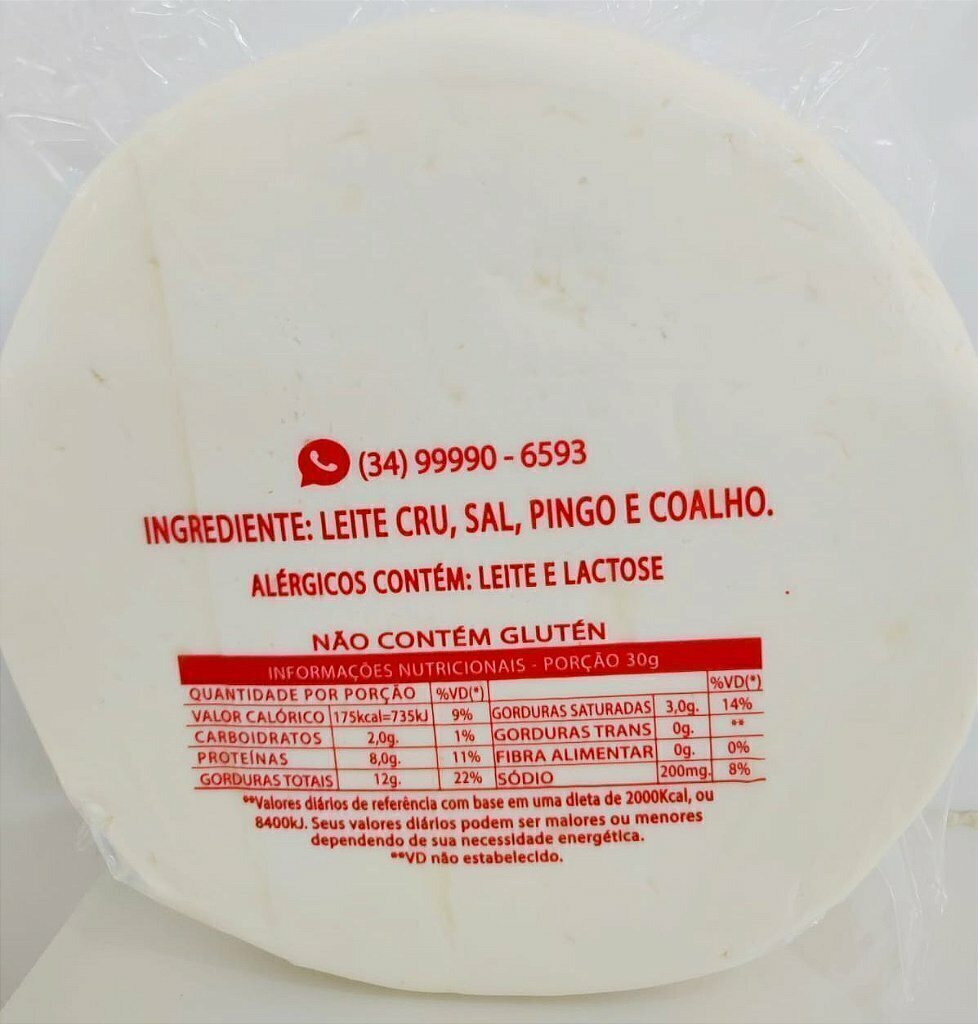 (34) 99990 - 6593
INGREDIENTE: LEITE CRU, SAL, PINGO E COALHO.
ALÉRGICOS CONTÉM: LEITE E LACTOSE
NÃO CONTÉM GLUTÉN
INFORMAÇÕES NUTRICIONAIS - PORÇÃO 30g
QUANTIDADE POR PORÇÃO %VD(*) %VD(*)
VALOR CALÓRICO 175kcal=735kJ 9% GORDURAS SATURADAS 3,0g. 14%
CARBOIDRATOS 2,0g. 1% GORDURAS TRANS 0g. **
PROTEÍNAS 8,0g. 11% FIBRA ALIMENTAR 0g. 0%
GORDURAS TOTAIS 12g. 22% SÓDIO 200mg. 8%
**Valores diários de referência com base em uma dieta de 2000Kcal, ou
8400kJ. Seus valores diários podem ser maiores ou menores
dependendo de sua necessidade energética.
**VD não estabelecido.